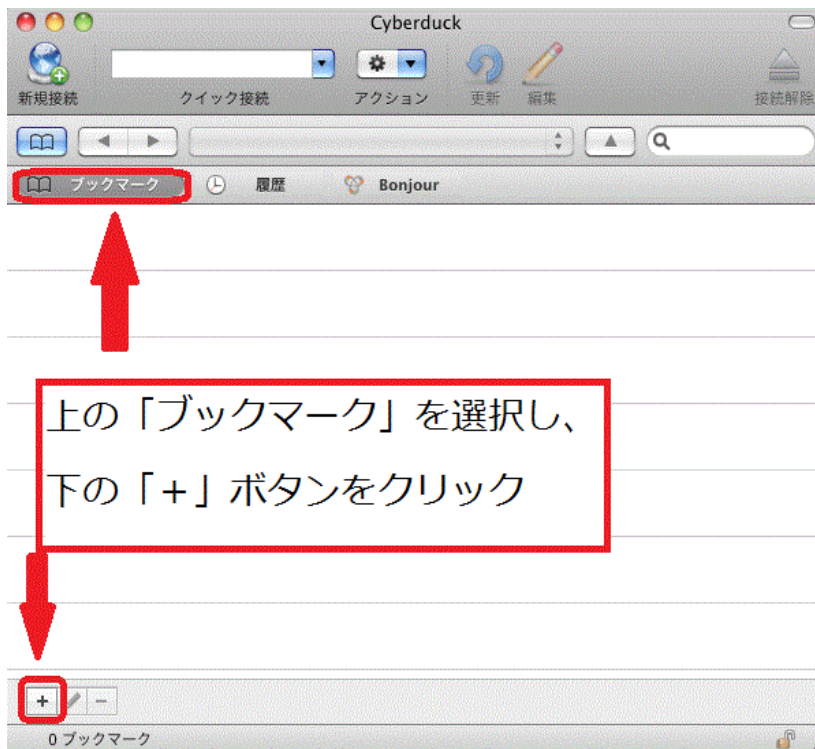 Cyberduck
新規接続 クイック接続 アクション 更新 編集 接続解除
ブックマーク 履歴 Bonjour
上の「ブックマーク」を選択し、
下の「+」ボタンをクリック
+ −
0 ブックマーク